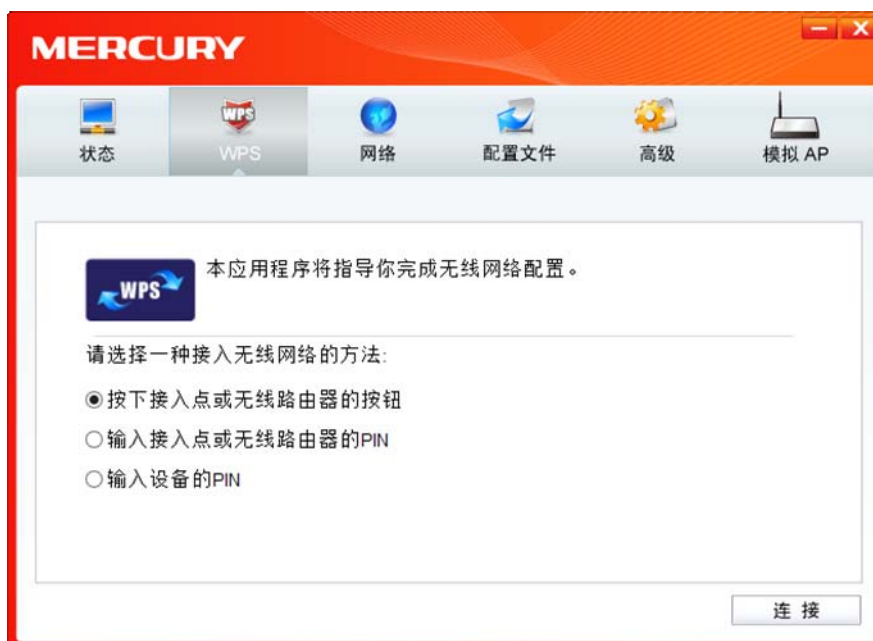 MERCURY
状态
WPS
WPS
网络
配置文件
高级
模拟 AP
WPS
本应用程序将指导你完成无线网络配置。
请选择一种接入无线网络的方法:
按下接入点或无线路由器的按钮
输入接入点或无线路由器的PIN
输入设备的PIN
连 接